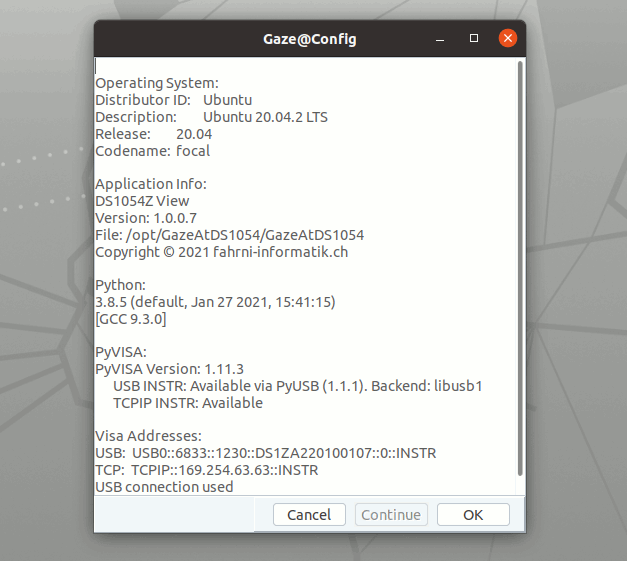 Gaze@Config
Operating System:
Distributor ID: Ubuntu
Description: Ubuntu 20.04.2 LTS
Release: 20.04
Codename: focal
Application Info:
DS1054Z View
Version: 1.0.0.7
File: /opt/GazeAtDS1054/GazeAtDS1054
Copyright © 2021 fahrni-informatik.ch
Python:
3.8.5 (default, Jan 27 2021, 15:41:15)
[GCC 9.3.0]
PyVISA:
PyVISA Version: 1.11.3
USB INSTR: Available via PyUSB (1.1.1). Backend: libusb1
TCPIP INSTR: Available
Visa Addresses:
USB: USB0::6833::1230::DS1ZA220100107::0::INSTR
TCP: TCPIP::169.254.63.63::INSTR
USB connection used
Cancel Continue OK